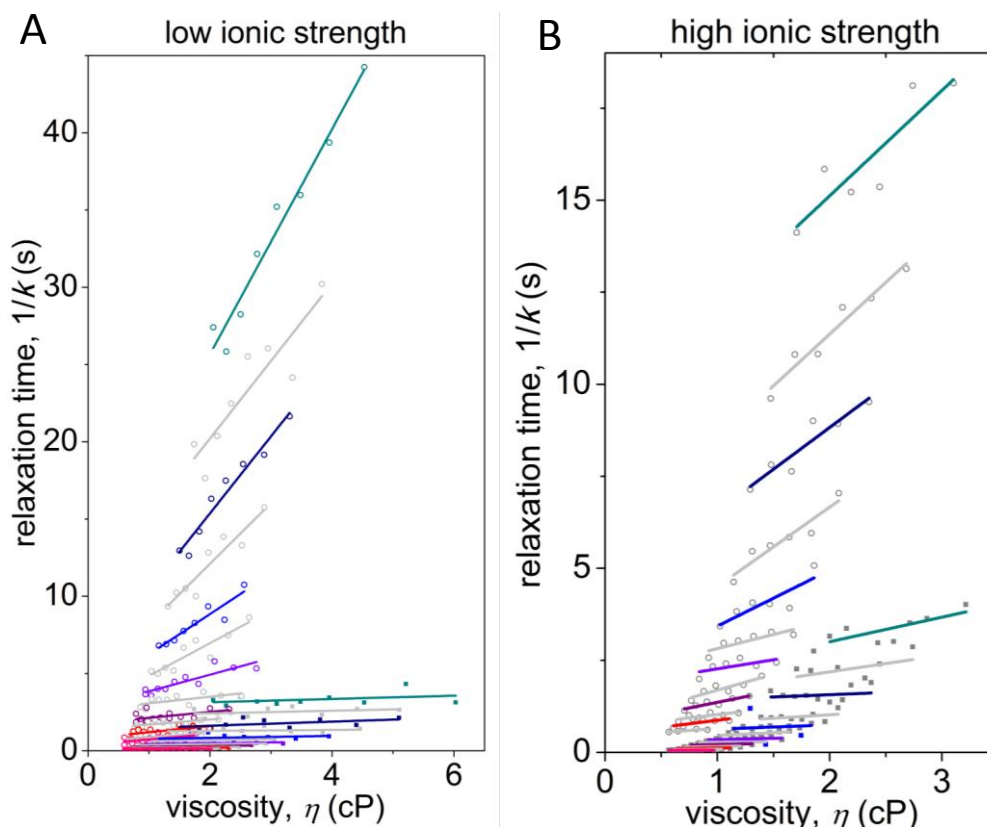 A
low ionic strength
relaxation time, 1/k (s)
40
30
20
10
0
0
2
4
6
viscosity, η (cP)
B
high ionic strength
relaxation time, 1/k (s)
15
10
5
0
0
1
2
3
viscosity, η (cP)